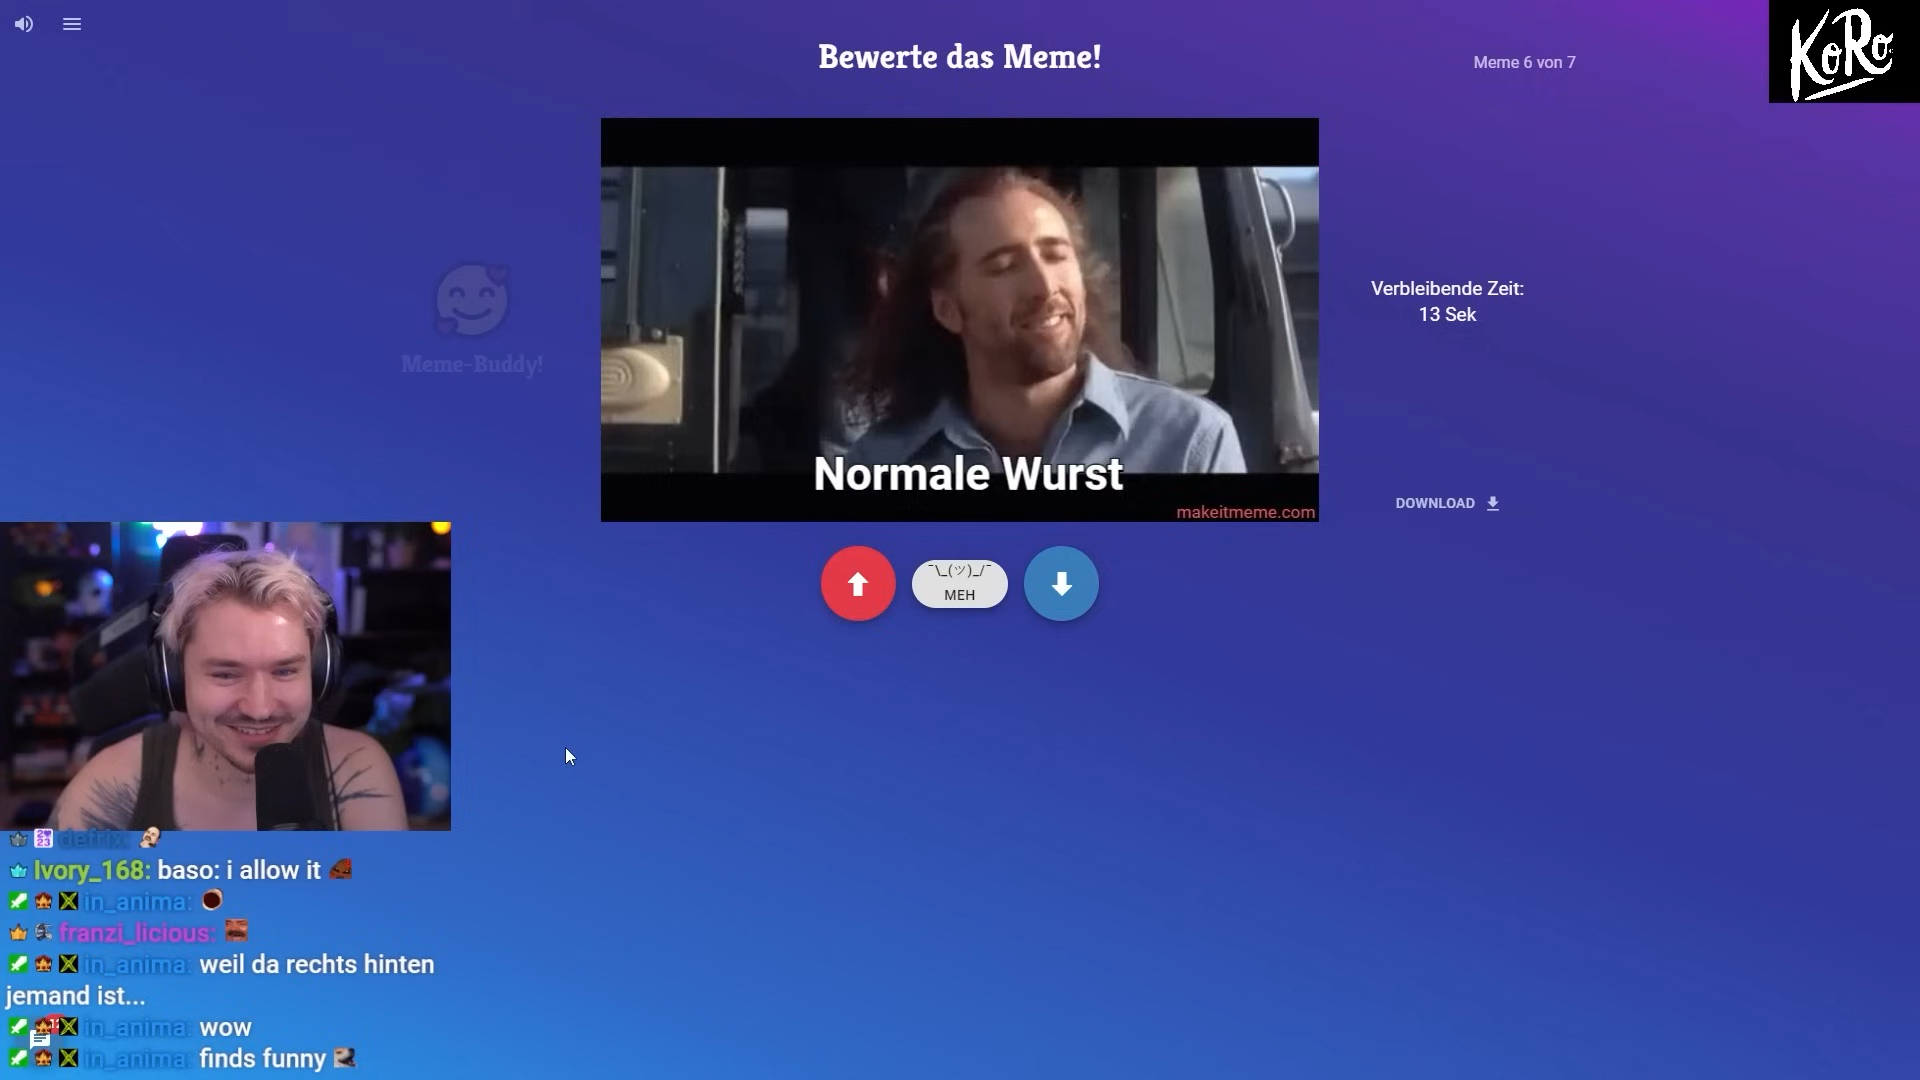 Bewerte das Meme!
Meme 6 von 7
KoRo
Meme-Buddy!
Verbleibende Zeit:
13 Sek
Normale Wurst
makeitmeme.com
DOWNLOAD
¯\_(ツ)_/¯
MEH
defrix:
Ivory_168: baso: i allow it
in_anima:
franzi_licious:
in_anima: weil da rechts hinten
jemand ist...
in_anima: wow
in_anima: finds funny